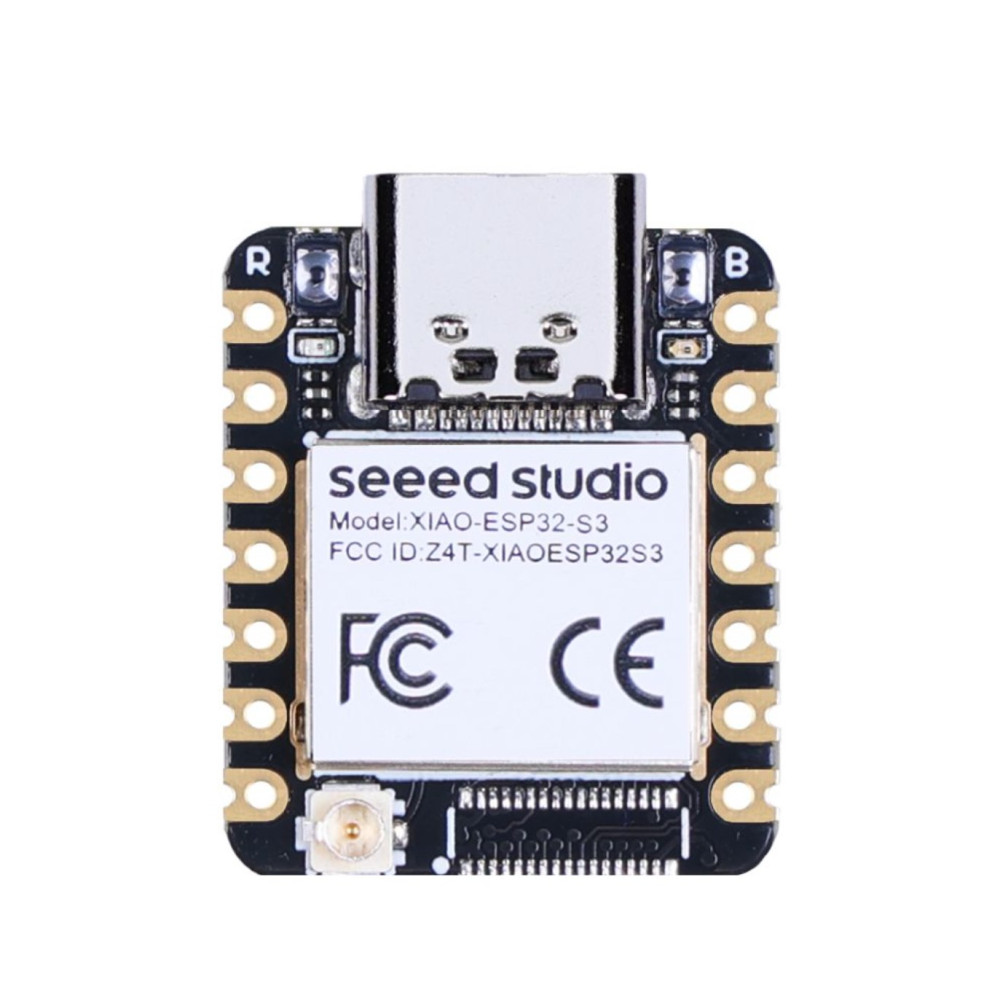 R B
seeed studio
Model:XIAO-ESP32-S3
FCC ID:Z4T-XIAOESP32S3
FC CE